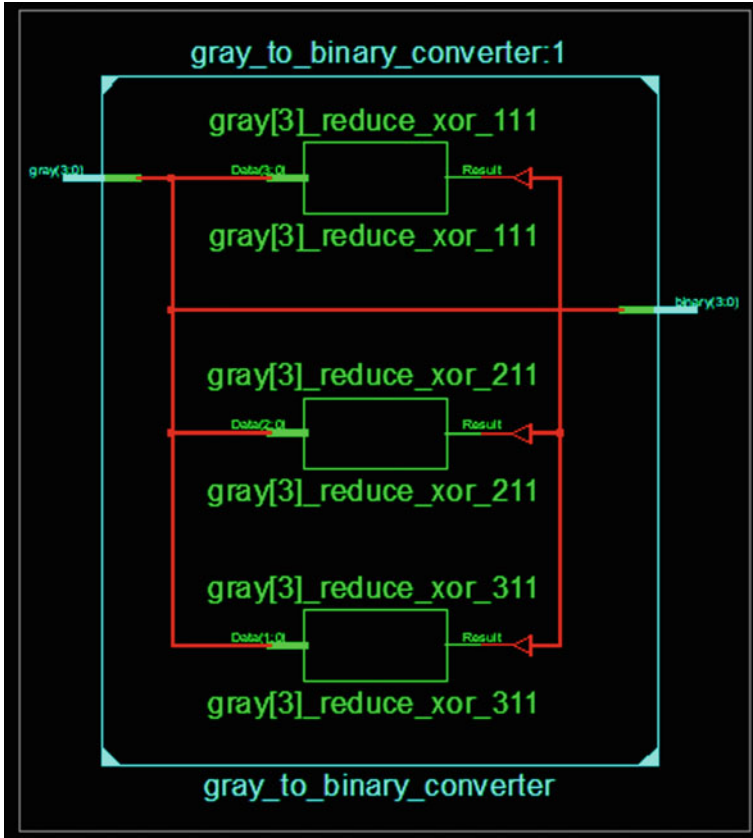 gray_to_binary_converter:1
gray[3]_reduce_xor_111
gray(3:0)
Data(3:0)
Result
gray[3]_reduce_xor_111
binary(3:0)
gray[3]_reduce_xor_211
Data(2:0)
Result
gray[3]_reduce_xor_211
gray[3]_reduce_xor_311
Data(1:0)
Result
gray[3]_reduce_xor_311
gray_to_binary_converter